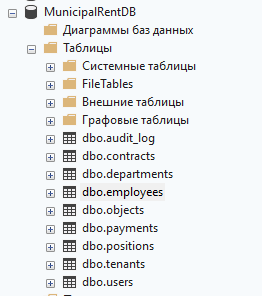 MunicipalRentDB
Диаграммы баз данных
Таблицы
Системные таблицы
FileTables
Внешние таблицы
Графовые таблицы
dbo.audit_log
dbo.contracts
dbo.departments
dbo.employees
dbo.objects
dbo.payments
dbo.positions
dbo.tenants
dbo.users